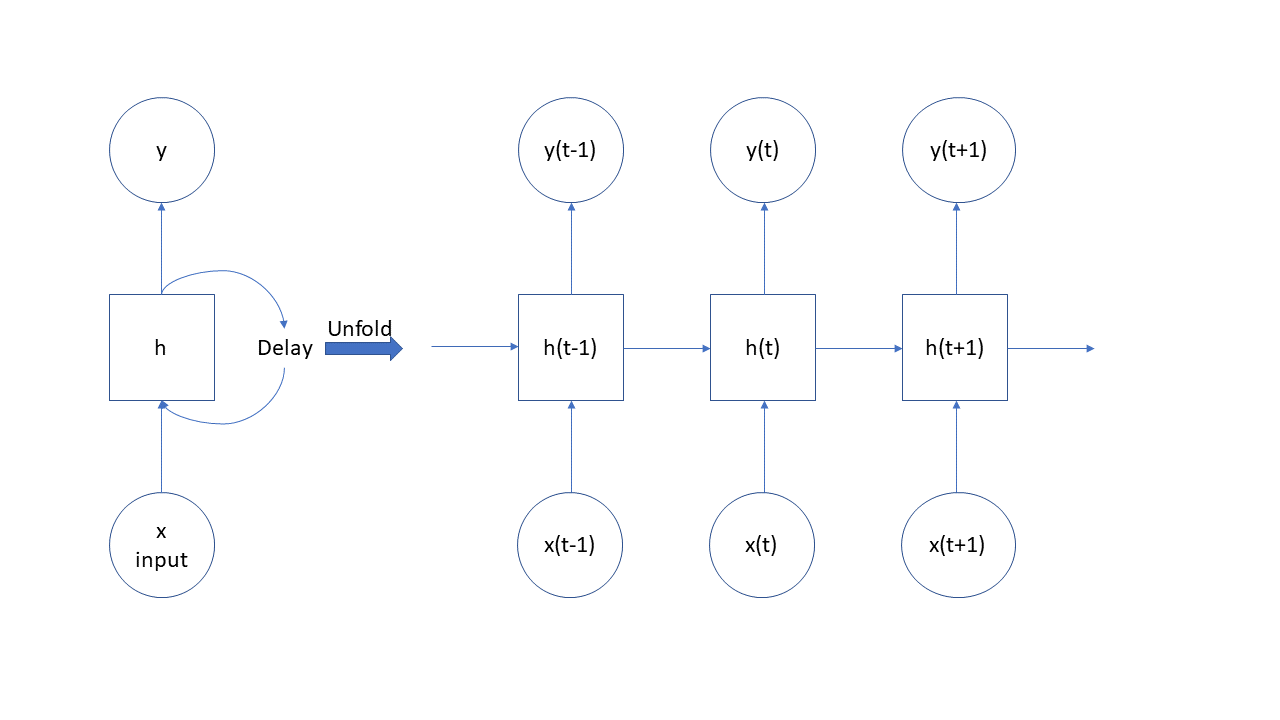 y
y(t-1)
y(t)
y(t+1)
Unfold
h
Delay
h(t-1)
h(t)
h(t+1)
x
input
x(t-1)
x(t)
x(t+1)